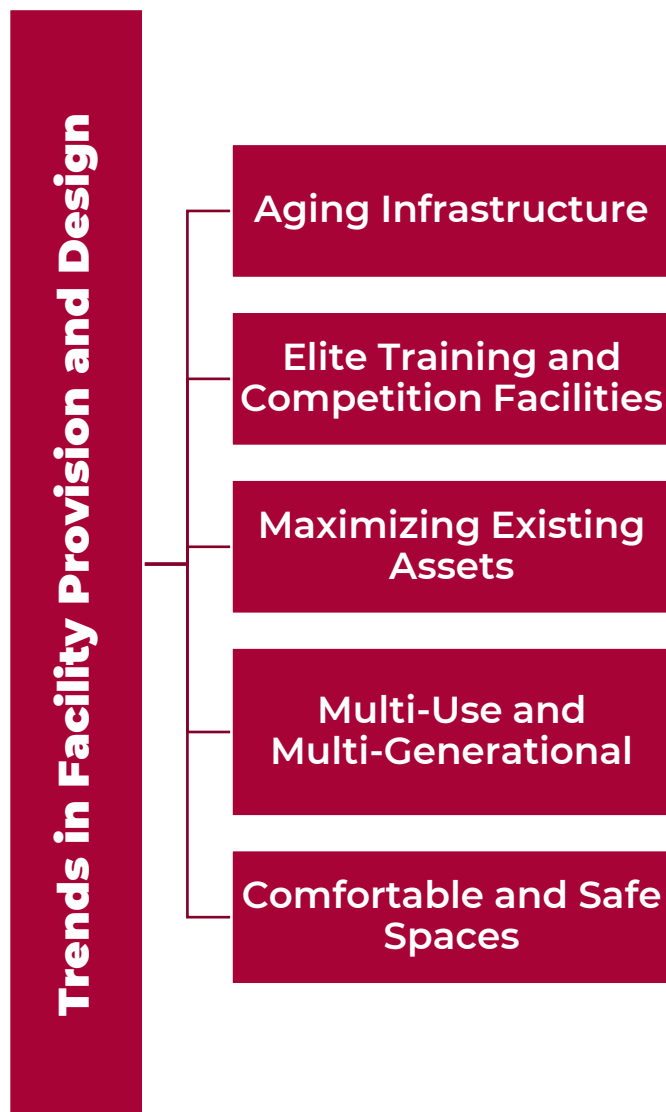 Trends in Facility Provision and Design
Aging Infrastructure
Elite Training and
Competition Facilities
Maximizing Existing
Assets
Multi-Use and
Multi-Generational
Comfortable and Safe
Spaces